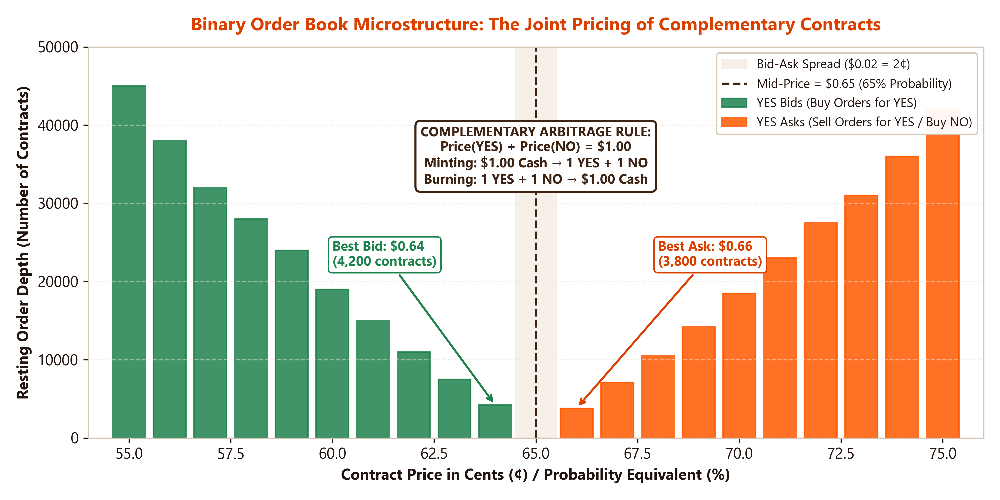 Binary Order Book Microstructure: The Joint Pricing of Complementary Contracts
Resting Order Depth (Number of Contracts)
50000
40000
30000
20000
10000
0
Bid-Ask Spread ($0.02 = 2¢)
Mid-Price = $0.65 (65% Probability)
YES Bids (Buy Orders for YES)
YES Asks (Sell Orders for YES / Buy NO)
COMPLEMENTARY ARBITRAGE RULE:
Price(YES) + Price(NO) = $1.00
Minting: $1.00 Cash → 1 YES + 1 NO
Burning: 1 YES + 1 NO → $1.00 Cash
Best Bid: $0.64
(4,200 contracts)
Best Ask: $0.66
(3,800 contracts)
55.0
57.5
60.0
62.5
65.0
67.5
70.0
72.5
75.0
Contract Price in Cents (¢) / Probability Equivalent (%)